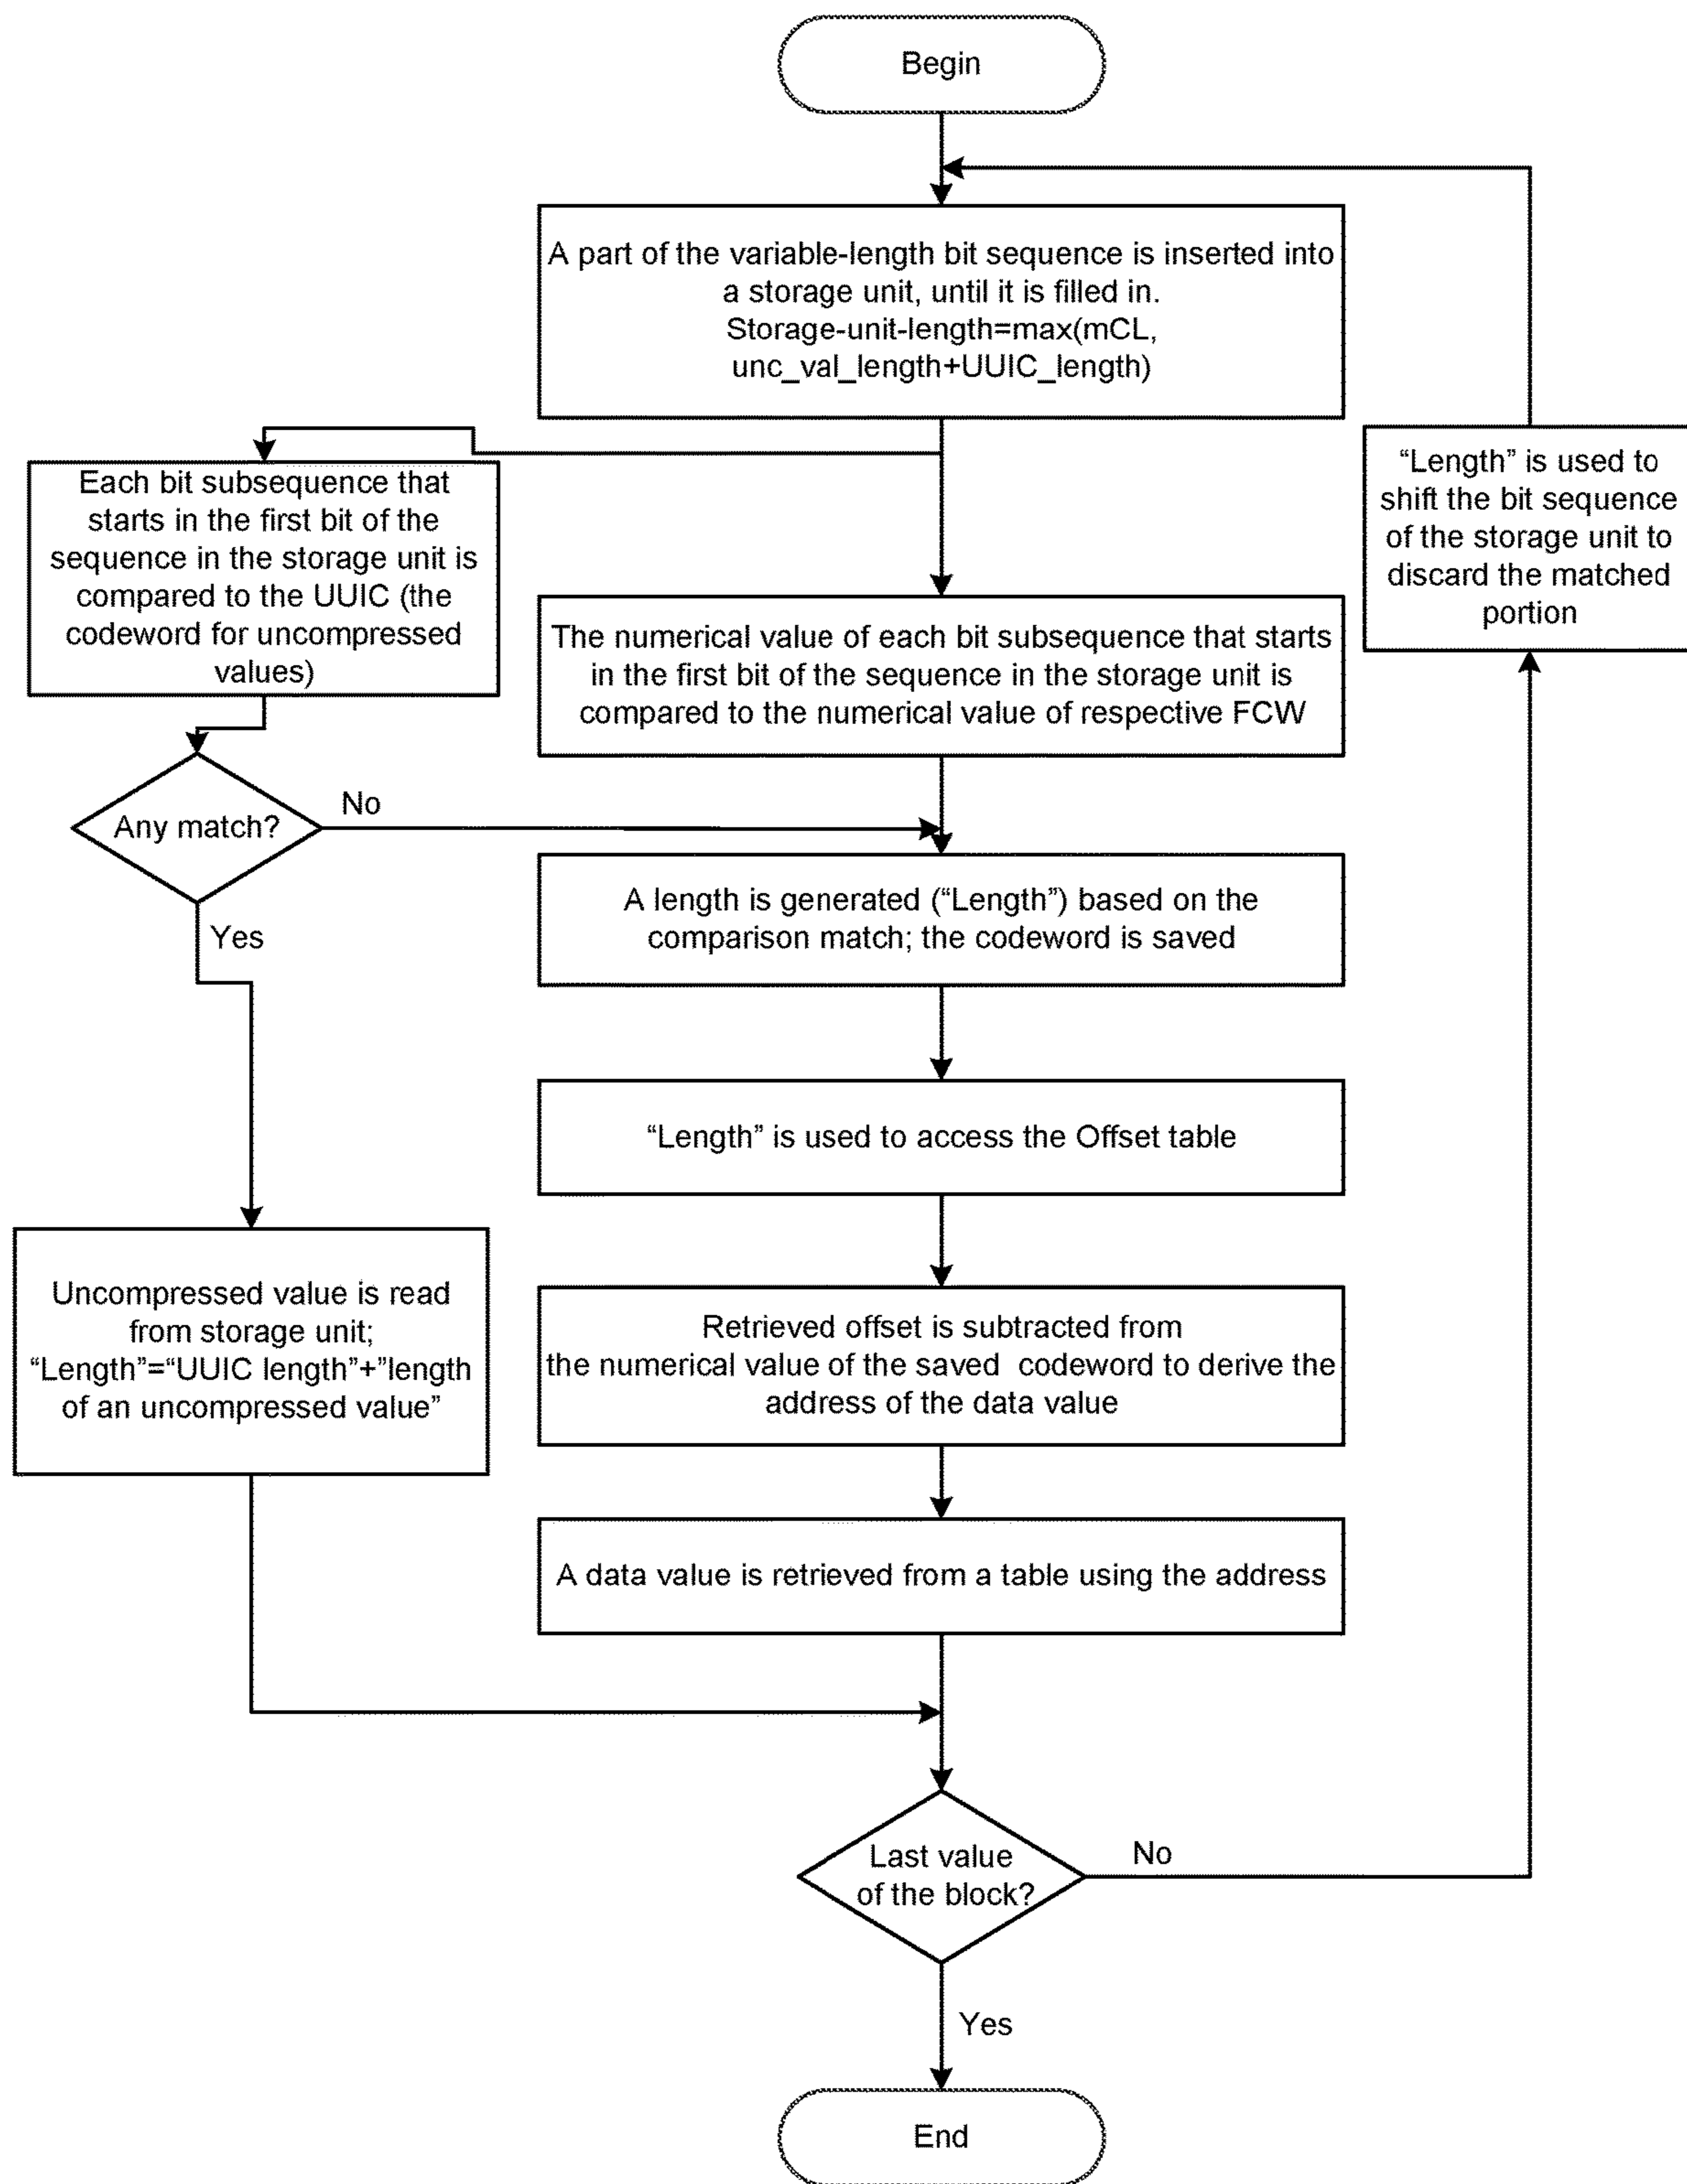 Begin
A part of the variable-length bit sequence is inserted into
a storage unit, until it is filled in.
Storage-unit-length=max(mCL,
unc_val_length+UUIC_length)
Each bit subsequence that
starts in the first bit of the
sequence in the storage unit is
compared to the UUIC (the
codeword for uncompressed
values)
“Length” is used to
shift the bit sequence
of the storage unit to
discard the matched
portion
The numerical value of each bit subsequence that starts
in the first bit of the sequence in the storage unit is
compared to the numerical value of respective FCW
Any match?
No
Yes
A length is generated (“Length”) based on the
comparison match; the codeword is saved
“Length” is used to access the Offset table
Uncompressed value is read
from storage unit;
“Length”=“UUIC length”+”length
of an uncompressed value”
Retrieved offset is subtracted from
the numerical value of the saved codeword to derive the
address of the data value
A data value is retrieved from a table using the address
Last value
of the block?
No
Yes
End